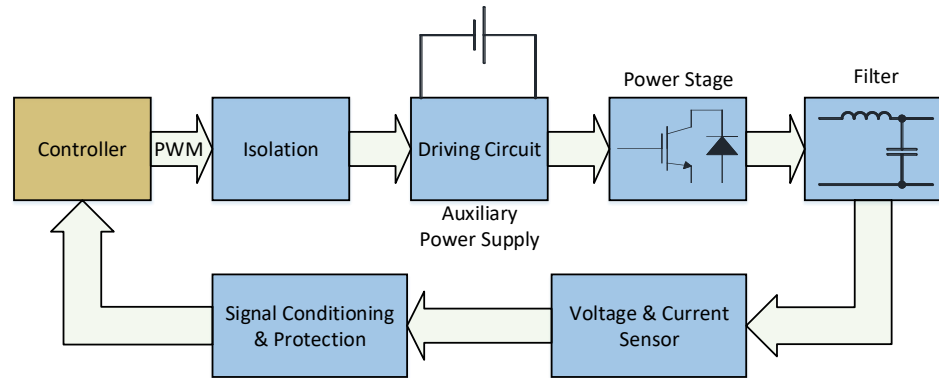 Controller
PWM
Isolation
Driving Circuit
Auxiliary
Power Supply
Power Stage
Filter
Signal Conditioning
& Protection
Voltage & Current
Sensor